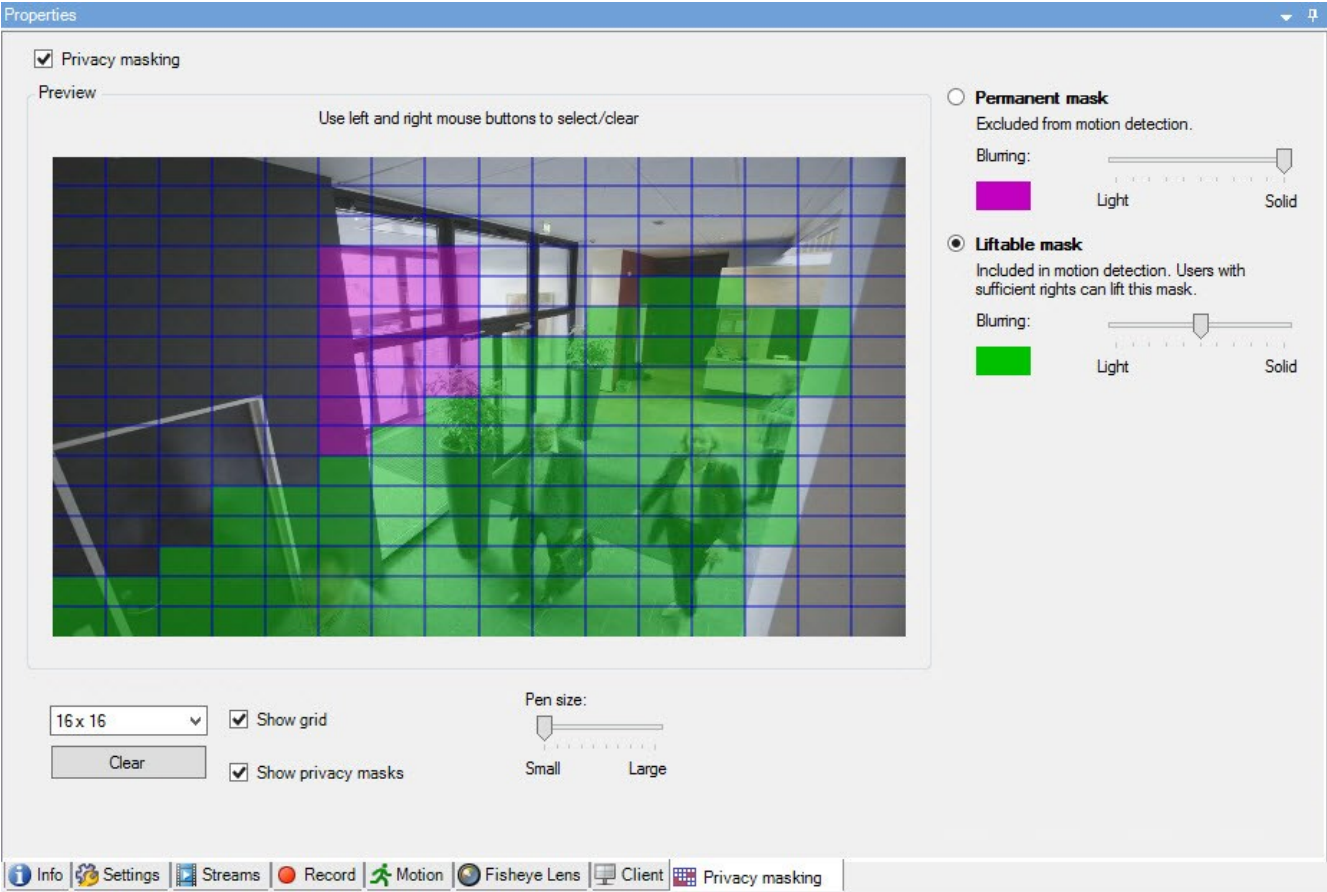 Properties
Privacy masking
Preview
Use left and right mouse buttons to select/clear
Permanent mask
Excluded from motion detection.
Blurring:
Light Solid
Liftable mask
Included in motion detection. Users with
sufficient rights can lift this mask.
Blurring:
Light Solid
16 x 16
Show grid
Pen size:
Clear
Show privacy masks
Small Large
Info Settings Streams Record Motion Fisheye Lens Client Privacy masking